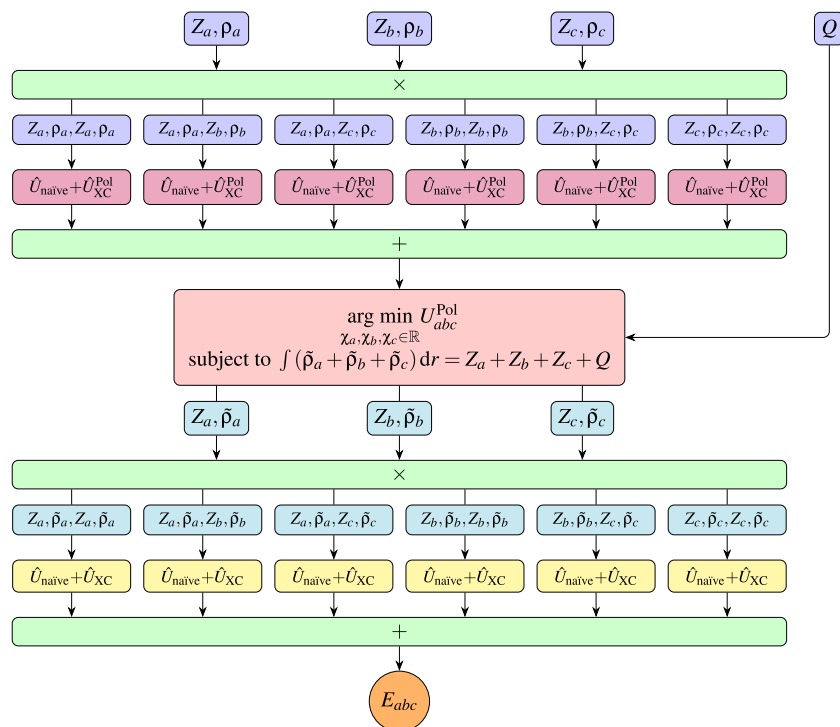 Z_a, ρ_a Z_b, ρ_b Z_c, ρ_c Q
×
Z_a, ρ_a, Z_a, ρ_a Z_a, ρ_a, Z_b, ρ_b Z_a, ρ_a, Z_c, ρ_c Z_b, ρ_b, Z_b, ρ_b Z_b, ρ_b, Z_c, ρ_c Z_c, ρ_c, Z_c, ρ_c
Û_naïve+Û_XC^Pol Û_naïve+Û_XC^Pol Û_naïve+Û_XC^Pol Û_naïve+Û_XC^Pol Û_naïve+Û_XC^Pol Û_naïve+Û_XC^Pol
+
arg min U_abc^Pol
χ_a,χ_b,χ_c∈ℝ
subject to ∫ (ρ̃_a + ρ̃_b + ρ̃_c) dr = Z_a + Z_b + Z_c + Q
Z_a, ρ̃_a Z_b, ρ̃_b Z_c, ρ̃_c
×
Z_a, ρ̃_a, Z_a, ρ̃_a Z_a, ρ̃_a, Z_b, ρ̃_b Z_a, ρ̃_a, Z_c, ρ̃_c Z_b, ρ̃_b, Z_b, ρ̃_b Z_b, ρ̃_b, Z_c, ρ̃_c Z_c, ρ̃_c, Z_c, ρ̃_c
Û_naïve+Û_XC Û_naïve+Û_XC Û_naïve+Û_XC Û_naïve+Û_XC Û_naïve+Û_XC Û_naïve+Û_XC
+
E_abc